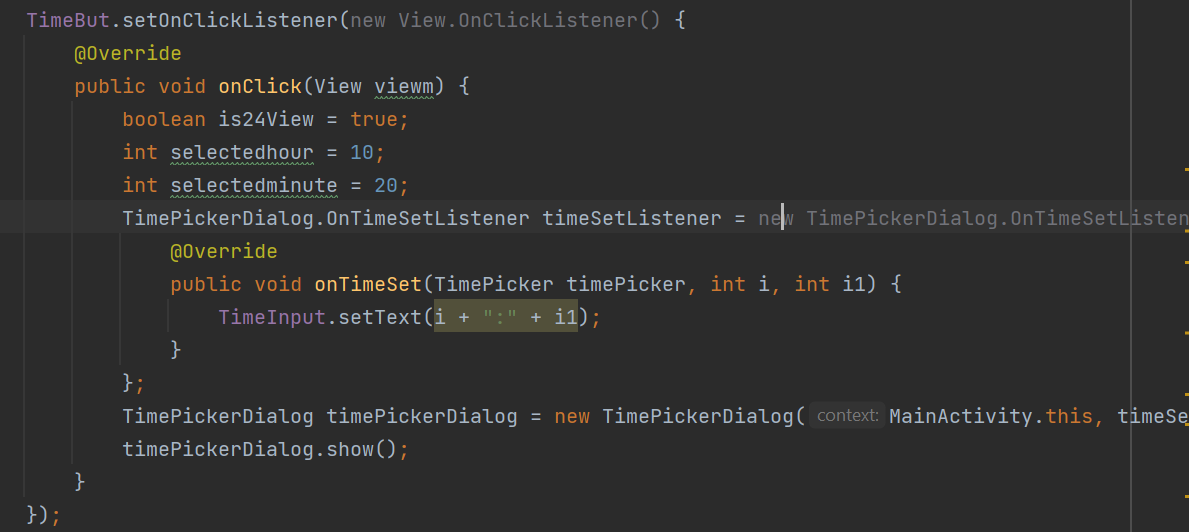 TimeBut.setOnClickListener(new View.OnClickListener() {
@Override
public void onClick(View viewm) {
boolean is24View = true;
int selectedhour = 10;
int selectedminute = 20;
TimePickerDialog.OnTimeSetListener timeSetListener = new TimePickerDialog.OnTimeSetListen
@Override
public void onTimeSet(TimePicker timePicker, int i, int i1) {
TimeInput.setText(i + ":" + i1);
}
};
TimePickerDialog timePickerDialog = new TimePickerDialog( context: MainActivity.this, timeSe
timePickerDialog.show();
}
});